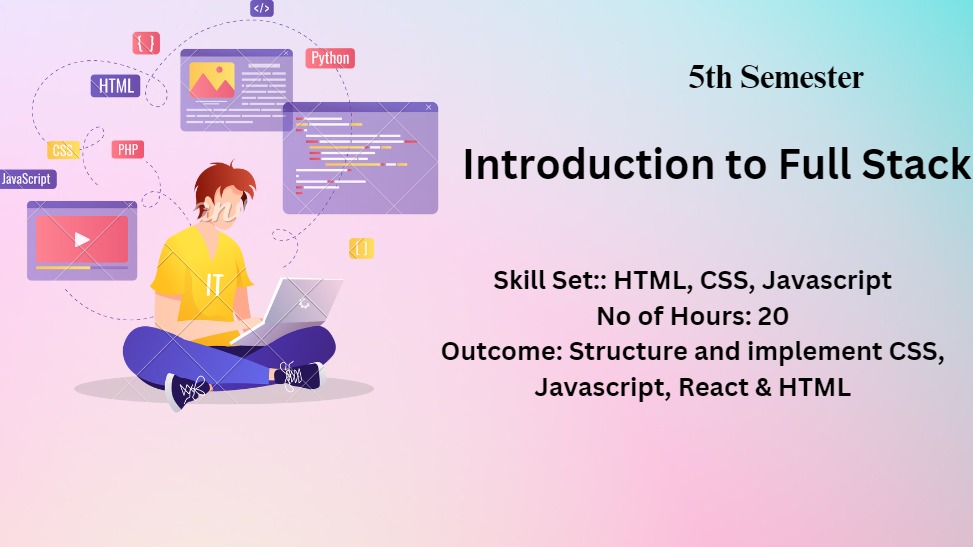 </>
{ }
Python
HTML
CSS
PHP
JavaScript
[ ]
IT
5th Semester
Introduction to Full Stack
Skill Set:: HTML, CSS, Javascript
No of Hours: 20
Outcome: Structure and implement CSS,
Javascript, React & HTML